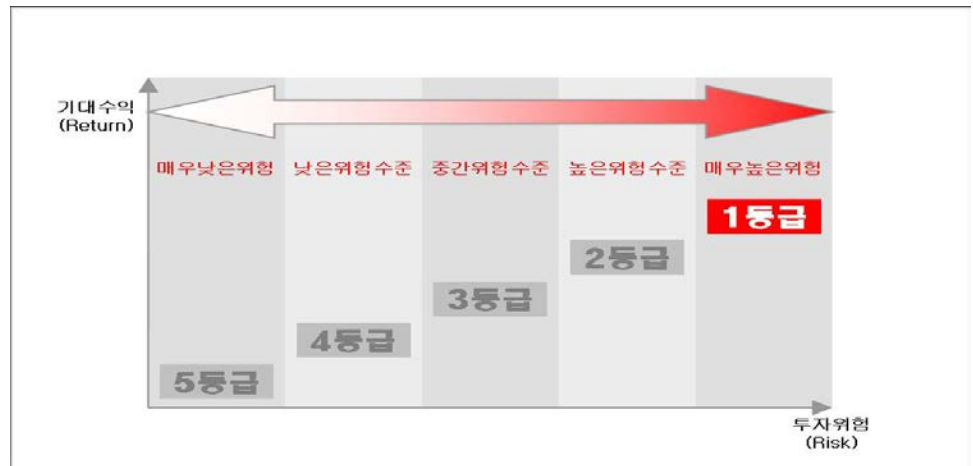 기대수익
(Return)
매우낮은위험 낮은위험수준 중간위험수준 높은위험수준 매우높은위험
1등급
2등급
3등급
4등급
5등급
투자위험
(Risk)